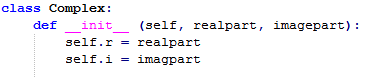 class Complex:
    def __init__ (self, realpart, imagepart):
        self.r = realpart
        self.i = imagpart